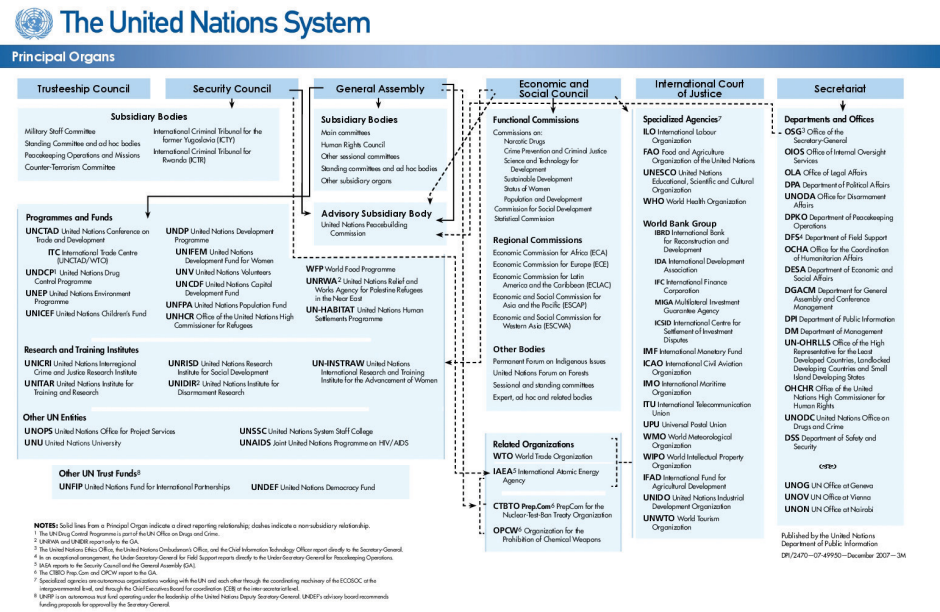 The United Nations System
Principal Organs
Trusteeship Council
Security Council
General Assembly
Economic and
Social Council
International Court
of Justice
Secretariat
Subsidiary Bodies
Military Staff Committee
Standing Committee and ad hoc bodies
Peacekeeping Operations and Missions
Counter-Terrorism Committee
International Criminal Tribunal for the
former Yugoslavia (ICTY)
International Criminal Tribunal for
Rwanda (ICTR)
Subsidiary Bodies
Main committees
Human Rights Council
Other sessional committees
Standing committees and ad hoc bodies
Other subsidiary organs
Advisory Subsidiary Body
United Nations Peacebuilding
Commission
Programmes and Funds
UNCTAD United Nations Conference on
Trade and Development
ITC International Trade Centre
(UNCTAD/WTO)
UNDCP1 United Nations Drug
Control Programme
UNEP United Nations Environment
Programme
UNICEF United Nations Children's Fund
UNDP United Nations Development
Programme
UNIFEM United Nations
Development Fund for Women
UNV United Nations Volunteers
UNCDF United Nations Capital
Development Fund
UNFPA United Nations Population Fund
UNHCR Office of the United Nations High
Commissioner for Refugees
WFP World Food Programme
UNRWA2 United Nations Relief and
Works Agency for Palestine Refugees
in the Near East
UN-HABITAT United Nations Human
Settlements Programme
Research and Training Institutes
UNICRI United Nations Interregional
Crime and Justice Research Institute
UNITAR United Nations Institute for
Training and Research
UNRISD United Nations Research
Institute for Social Development
UNIDIR2 United Nations Institute for
Disarmament Research
UN-INSTRAW United Nations
International Research and Training
Institute for the Advancement of Women
Other UN Entities
UNOPS United Nations Office for Project Services
UNU United Nations University
UNSSC United Nations System Staff College
UNAIDS Joint United Nations Programme on HIV/AIDS
Other UN Trust Funds8
UNFIP United Nations Fund for International Partnerships
UNDEF United Nations Democracy Fund
Functional Commissions
Commissions on:
Narcotic Drugs
Crime Prevention and Criminal Justice
Science and Technology for
Development
Sustainable Development
Status of Women
Population and Development
Commission for Social Development
Statistical Commission
Regional Commissions
Economic Commission for Africa (ECA)
Economic Commission for Europe (ECE)
Economic Commission for Latin
America and the Caribbean (ECLAC)
Economic and Social Commission for
Asia and the Pacific (ESCAP)
Economic and Social Commission for
Western Asia (ESCWA)
Other Bodies
Permanent Forum on Indigenous Issues
United Nations Forum on Forests
Sessional and standing committees
Expert, ad hoc and related bodies
Related Organizations
WTO World Trade Organization
IAEA5 International Atomic Energy
Agency
CTBTO Prep.Com6 PrepCom for the
Nuclear-Test-Ban Treaty Organization
OPCW6 Organization for the
Prohibition of Chemical Weapons
Specialized Agencies7
ILO International Labour
Organization
FAO Food and Agriculture
Organization of the United Nations
UNESCO United Nations
Educational, Scientific and Cultural
Organization
WHO World Health Organization
World Bank Group
IBRD International Bank
for Reconstruction and
Development
IDA International Development
Association
IFC International Finance
Corporation
MIGA Multilateral Investment
Guarantee Agency
ICSID International Centre for
Settlement of Investment
Disputes
IMF International Monetary Fund
ICAO International Civil Aviation
Organization
IMO International Maritime
Organization
ITU International Telecommunication
Union
UPU Universal Postal Union
WMO World Meteorological
Organization
WIPO World Intellectual Property
Organization
IFAD International Fund for
Agricultural Development
UNIDO United Nations Industrial
Development Organization
UNWTO World Tourism
Organization
Departments and Offices
OSG3 Office of the
Secretary-General
OIOS Office of Internal Oversight
Services
OLA Office of Legal Affairs
DPA Department of Political Affairs
UNODA Office for Disarmament
Affairs
DPKO Department of Peacekeeping
Operations
DFS4 Department of Field Support
OCHA Office for the Coordination
of Humanitarian Affairs
DESA Department of Economic and
Social Affairs
DGACM Department for General
Assembly and Conference
Management
DPI Department of Public Information
DM Department of Management
UN-OHRLLS Office of the High
Representative for the Least
Developed Countries, Landlocked
Developing Countries and Small
Island Developing States
OHCHR Office of the United
Nations High Commissioner for
Human Rights
UNODC United Nations Office on
Drugs and Crime
DSS Department of Safety and
Security
UNOG UN Office at Geneva
UNOV UN Office at Vienna
UNON UN Office at Nairobi
Published by the United Nations
Department of Public Information
DPI/2470—07-49950—December 2007—3M
NOTES: Solid lines from a Principal Organ indicate a direct reporting relationship; dashes indicate a non-subsidiary relationship.
1 The UN Drug Control Programme is part of the UN Office on Drugs and Crime.
2 UNRWA and UNIDIR report only to the GA.
3 The United Nations Ethics Office, the United Nations Ombudsman's Office, and the Chief Information Technology Officer report directly to the Secretary-General.
4 In an exceptional arrangement, the Under-Secretary-General for Field Support reports directly to the Under-Secretary-General for Peacekeeping Operations.
5 IAEA reports to the Security Council and the General Assembly (GA).
6 The CTBTO Prep.Com and OPCW report to the GA.
7 Specialized agencies are autonomous organizations working with the UN and each other through the coordinating machinery of the ECOSOC at the
intergovernmental level, and through the Chief Executives Board for coordination (CEB) at the inter-secretariat level.
8 UNFIP is an autonomous trust fund operating under the leadership of the United Nations Deputy Secretary-General. UNDEF's advisory board recommends
funding proposals for approval by the Secretary-General.